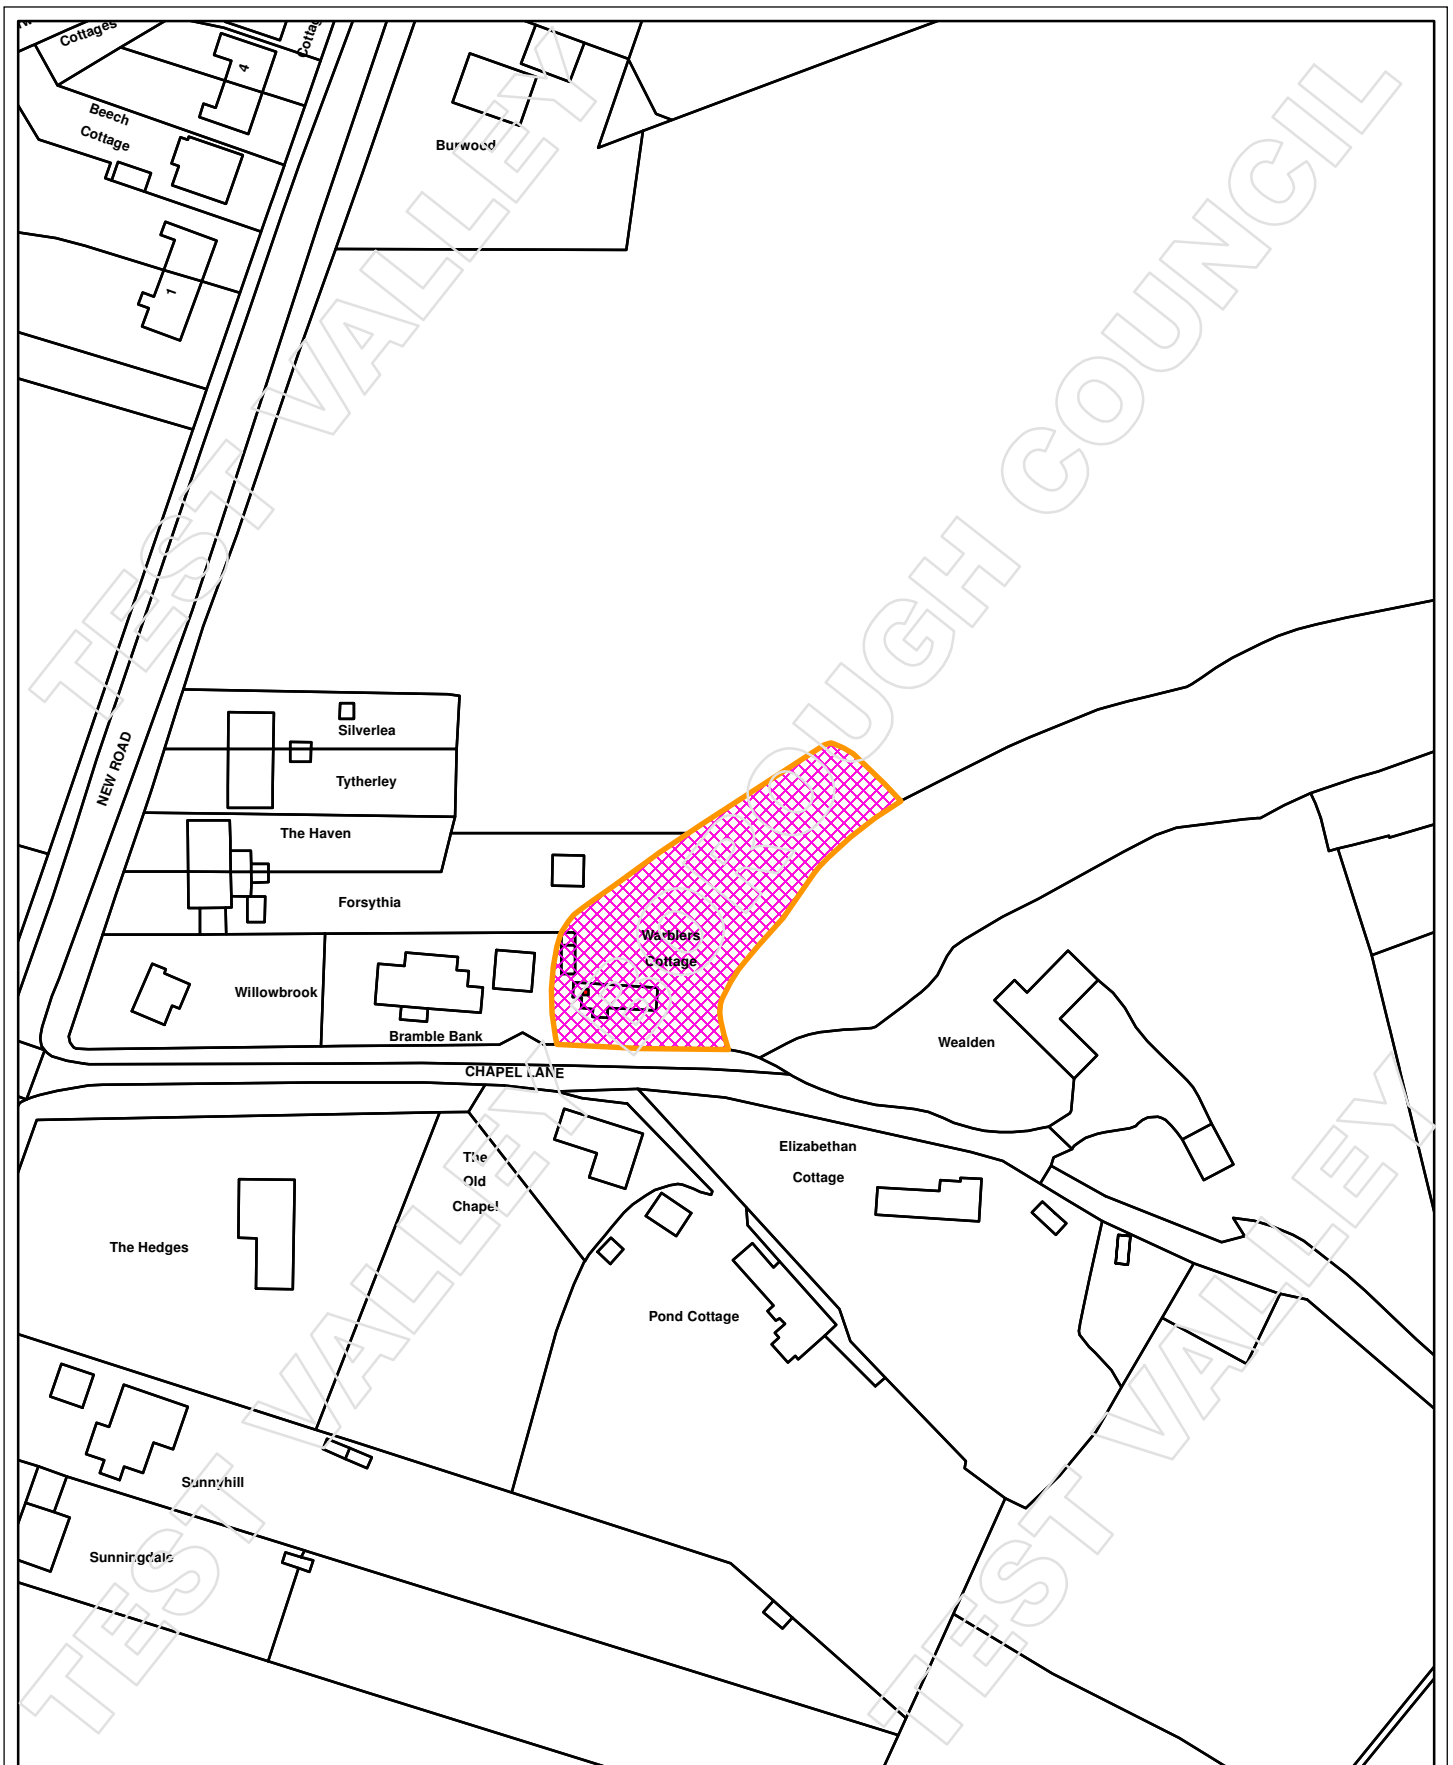 Cottages
4
Beech
Cottage
1
Burwood
NEW ROAD
Silverlea
Tytherley
The Haven
Forsythia
Willowbrook
Bramble Bank
Warblers
Cottage
CHAPEL LANE
Wealden
Elizabethan
Cottage
The
Old
Chapel
The Hedges
Pond Cottage
Sunnyhill
Sunningdale
TEST VALLEY
TEST VALLEY BOROUGH COUNCIL
TEST VALLEY